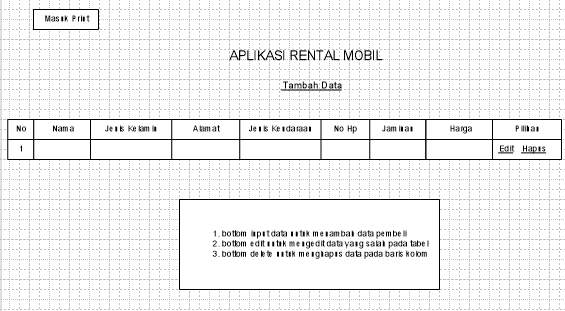 Masuk Print
APLIKASI RENTAL MOBIL
Tambah Data
No Nama Jenis Kelamin Alamat Jenis Kendaraan No Hp Jaminan Harga Pilihan
1 Edit Hapus
1. bottom input data untuk menambah data pembeli
2. bottom edit untuk mengedit data yang salah pada tabel
3. bottom delete untuk menghapus data pada baris kolom